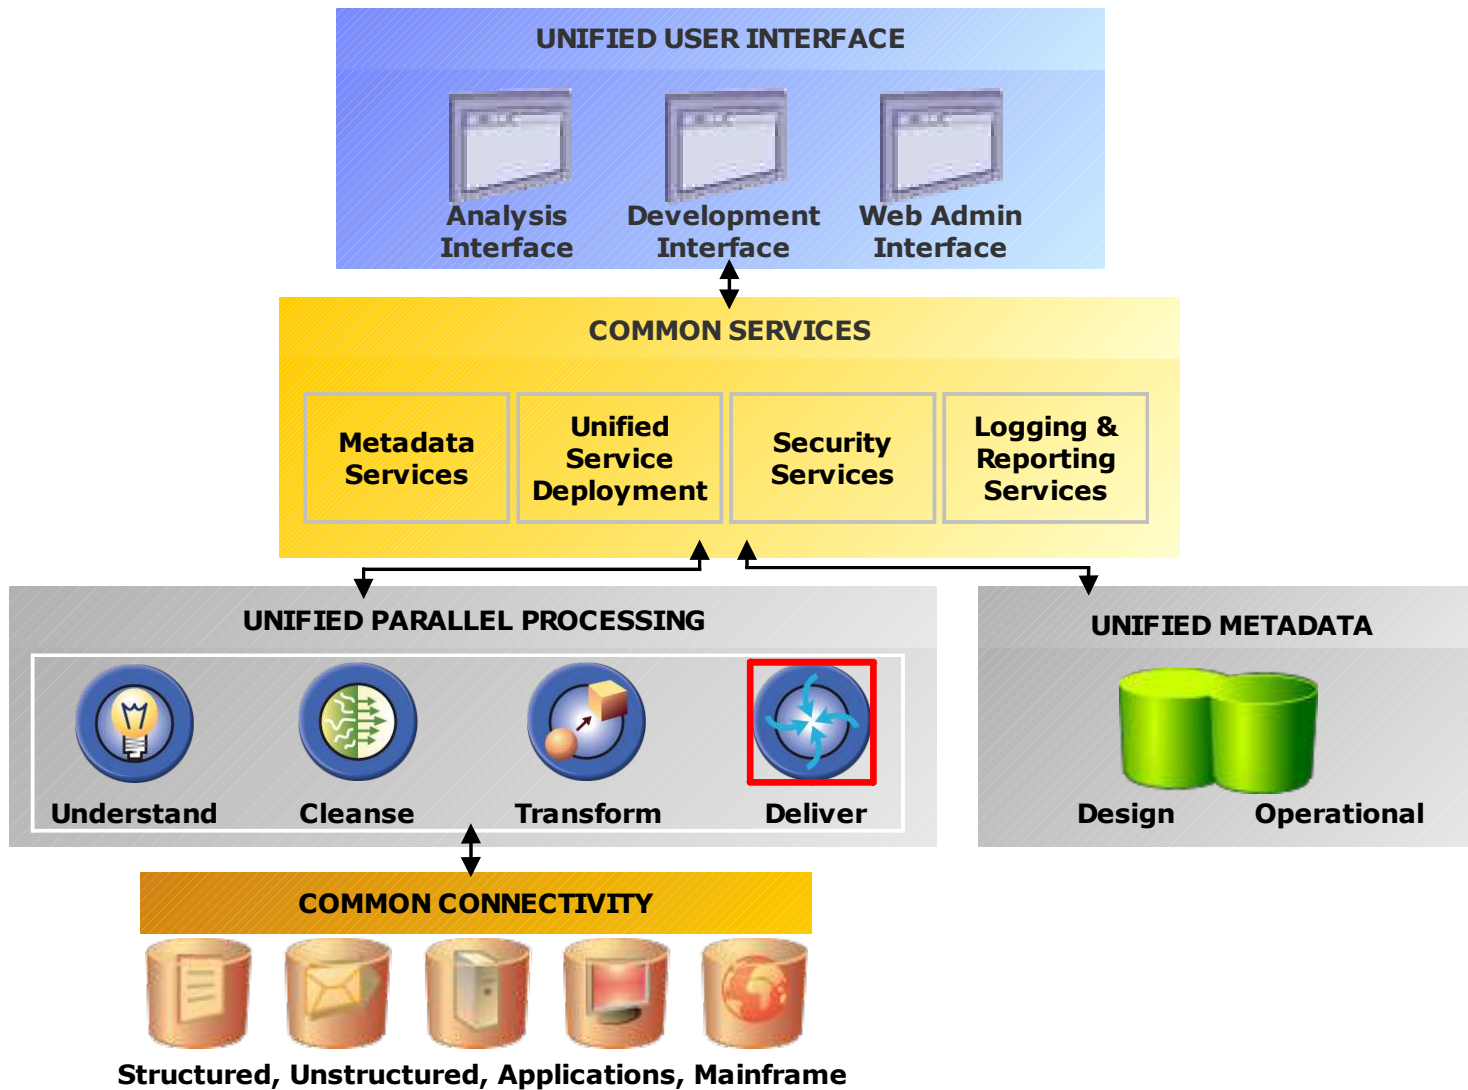 UNIFIED USER INTERFACE
Analysis
Interface
Development
Interface
Web Admin
Interface
COMMON SERVICES
Metadata
Services
Unified
Service
Deployment
Security
Services
Logging &
Reporting
Services
UNIFIED PARALLEL PROCESSING
Understand
Cleanse
Transform
Deliver
UNIFIED METADATA
Design
Operational
COMMON CONNECTIVITY
Structured, Unstructured, Applications, Mainframe